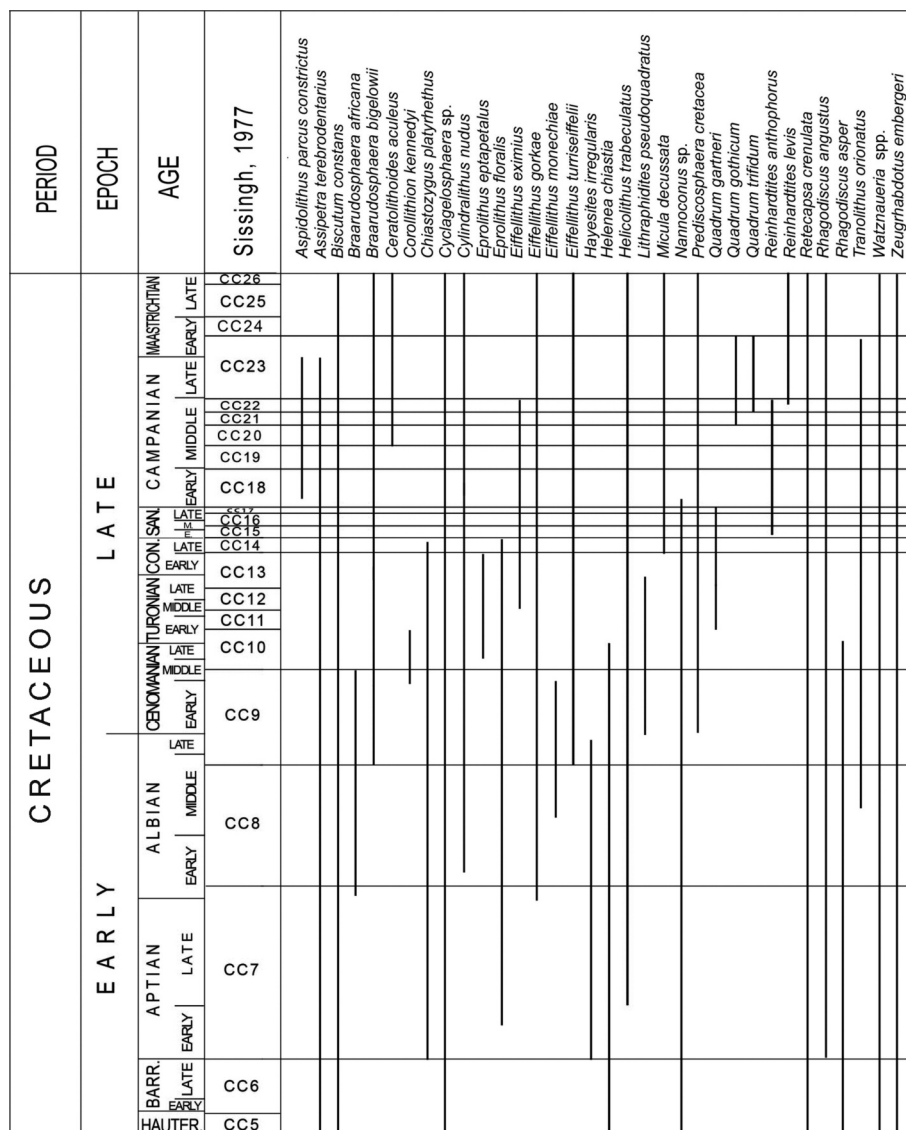 PERIOD
EPOCH
AGE
Sissingh, 1977
Aspidolithus parcus constrictus
Assipetra terebrodentarius
Biscutum constans
Braarudosphaera africana
Braarudosphaera bigelowii
Ceratolithoides aculeus
Corollithion kennedyi
Chiastozygus platyrhethus
Cyclagelosphaera sp.
Cylindralithus nudus
Eprolithus eptapetalus
Eprolithus floralis
Eiffellithus eximius
Eiffellithus gorkae
Eiffellithus monechiae
Eiffellithus turriseiffelii
Hayesites irregularis
Helenea chiastia
Helicolithus trabeculatus
Lithraphidites pseudoquadratus
Micula decussata
Nannoconus sp.
Prediscosphaera cretacea
Quadrum gartneri
Quadrum gothicum
Quadrum trifidum
Reinhardtites anthophorus
Reinhardtiites levis
Retecapsa crenulata
Rhagodiscus angustus
Rhagodiscus asper
Tranolithus orionatus
Watznaueria spp.
Zeugrhabdotus embergeri
CRETACEOUS
LATE
EARLY
MAASTRICHTIAN
LATE
EARLY
CAMPANIAN
LATE
MIDDLE
EARLY
SAN.
LATE
M.
E.
CON.
LATE
EARLY
TURONIAN
LATE
MIDDLE
EARLY
CENOMANIAN
LATE
MIDDLE
EARLY
ALBIAN
LATE
MIDDLE
EARLY
APTIAN
LATE
EARLY
BARR.
LATE
EARLY
HAUTER.
CC26
CC25
CC24
CC23
CC22
CC21
CC20
CC19
CC18
CC17
CC16
CC15
CC14
CC13
CC12
CC11
CC10
CC9
CC8
CC7
CC6
CC5